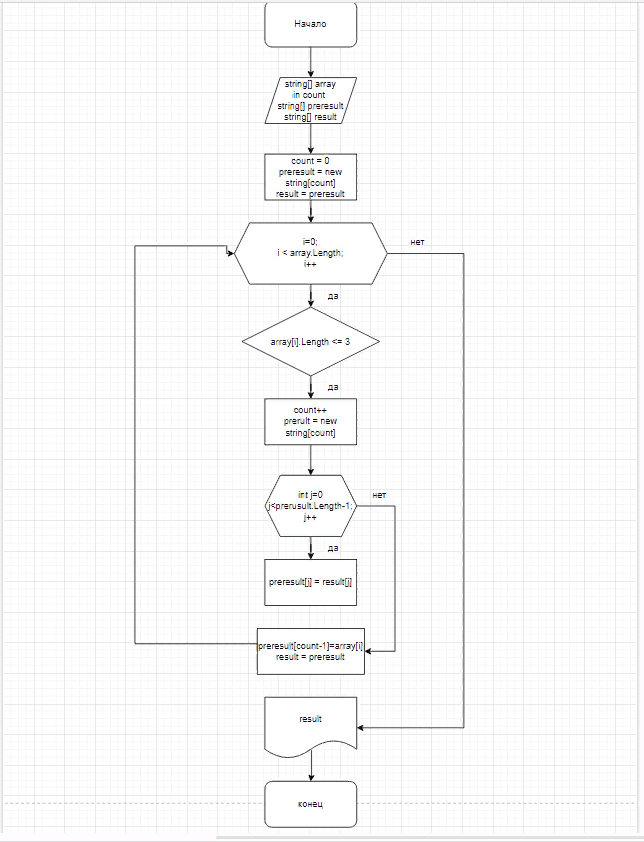 Начало
string[] array
in count
string[] preresult
string[] result
count = 0
preresult = new
string[count]
result = preresult
i=0;
i < array.Length;
i++
нет
да
array[i].Length <= 3
да
count++
prerult = new
string[count]
int j=0
j<prerusult.Length-1;
j++
нет
да
preresult[j] = result[j]
preresult[count-1]=array[i]
result = preresult
result
конец